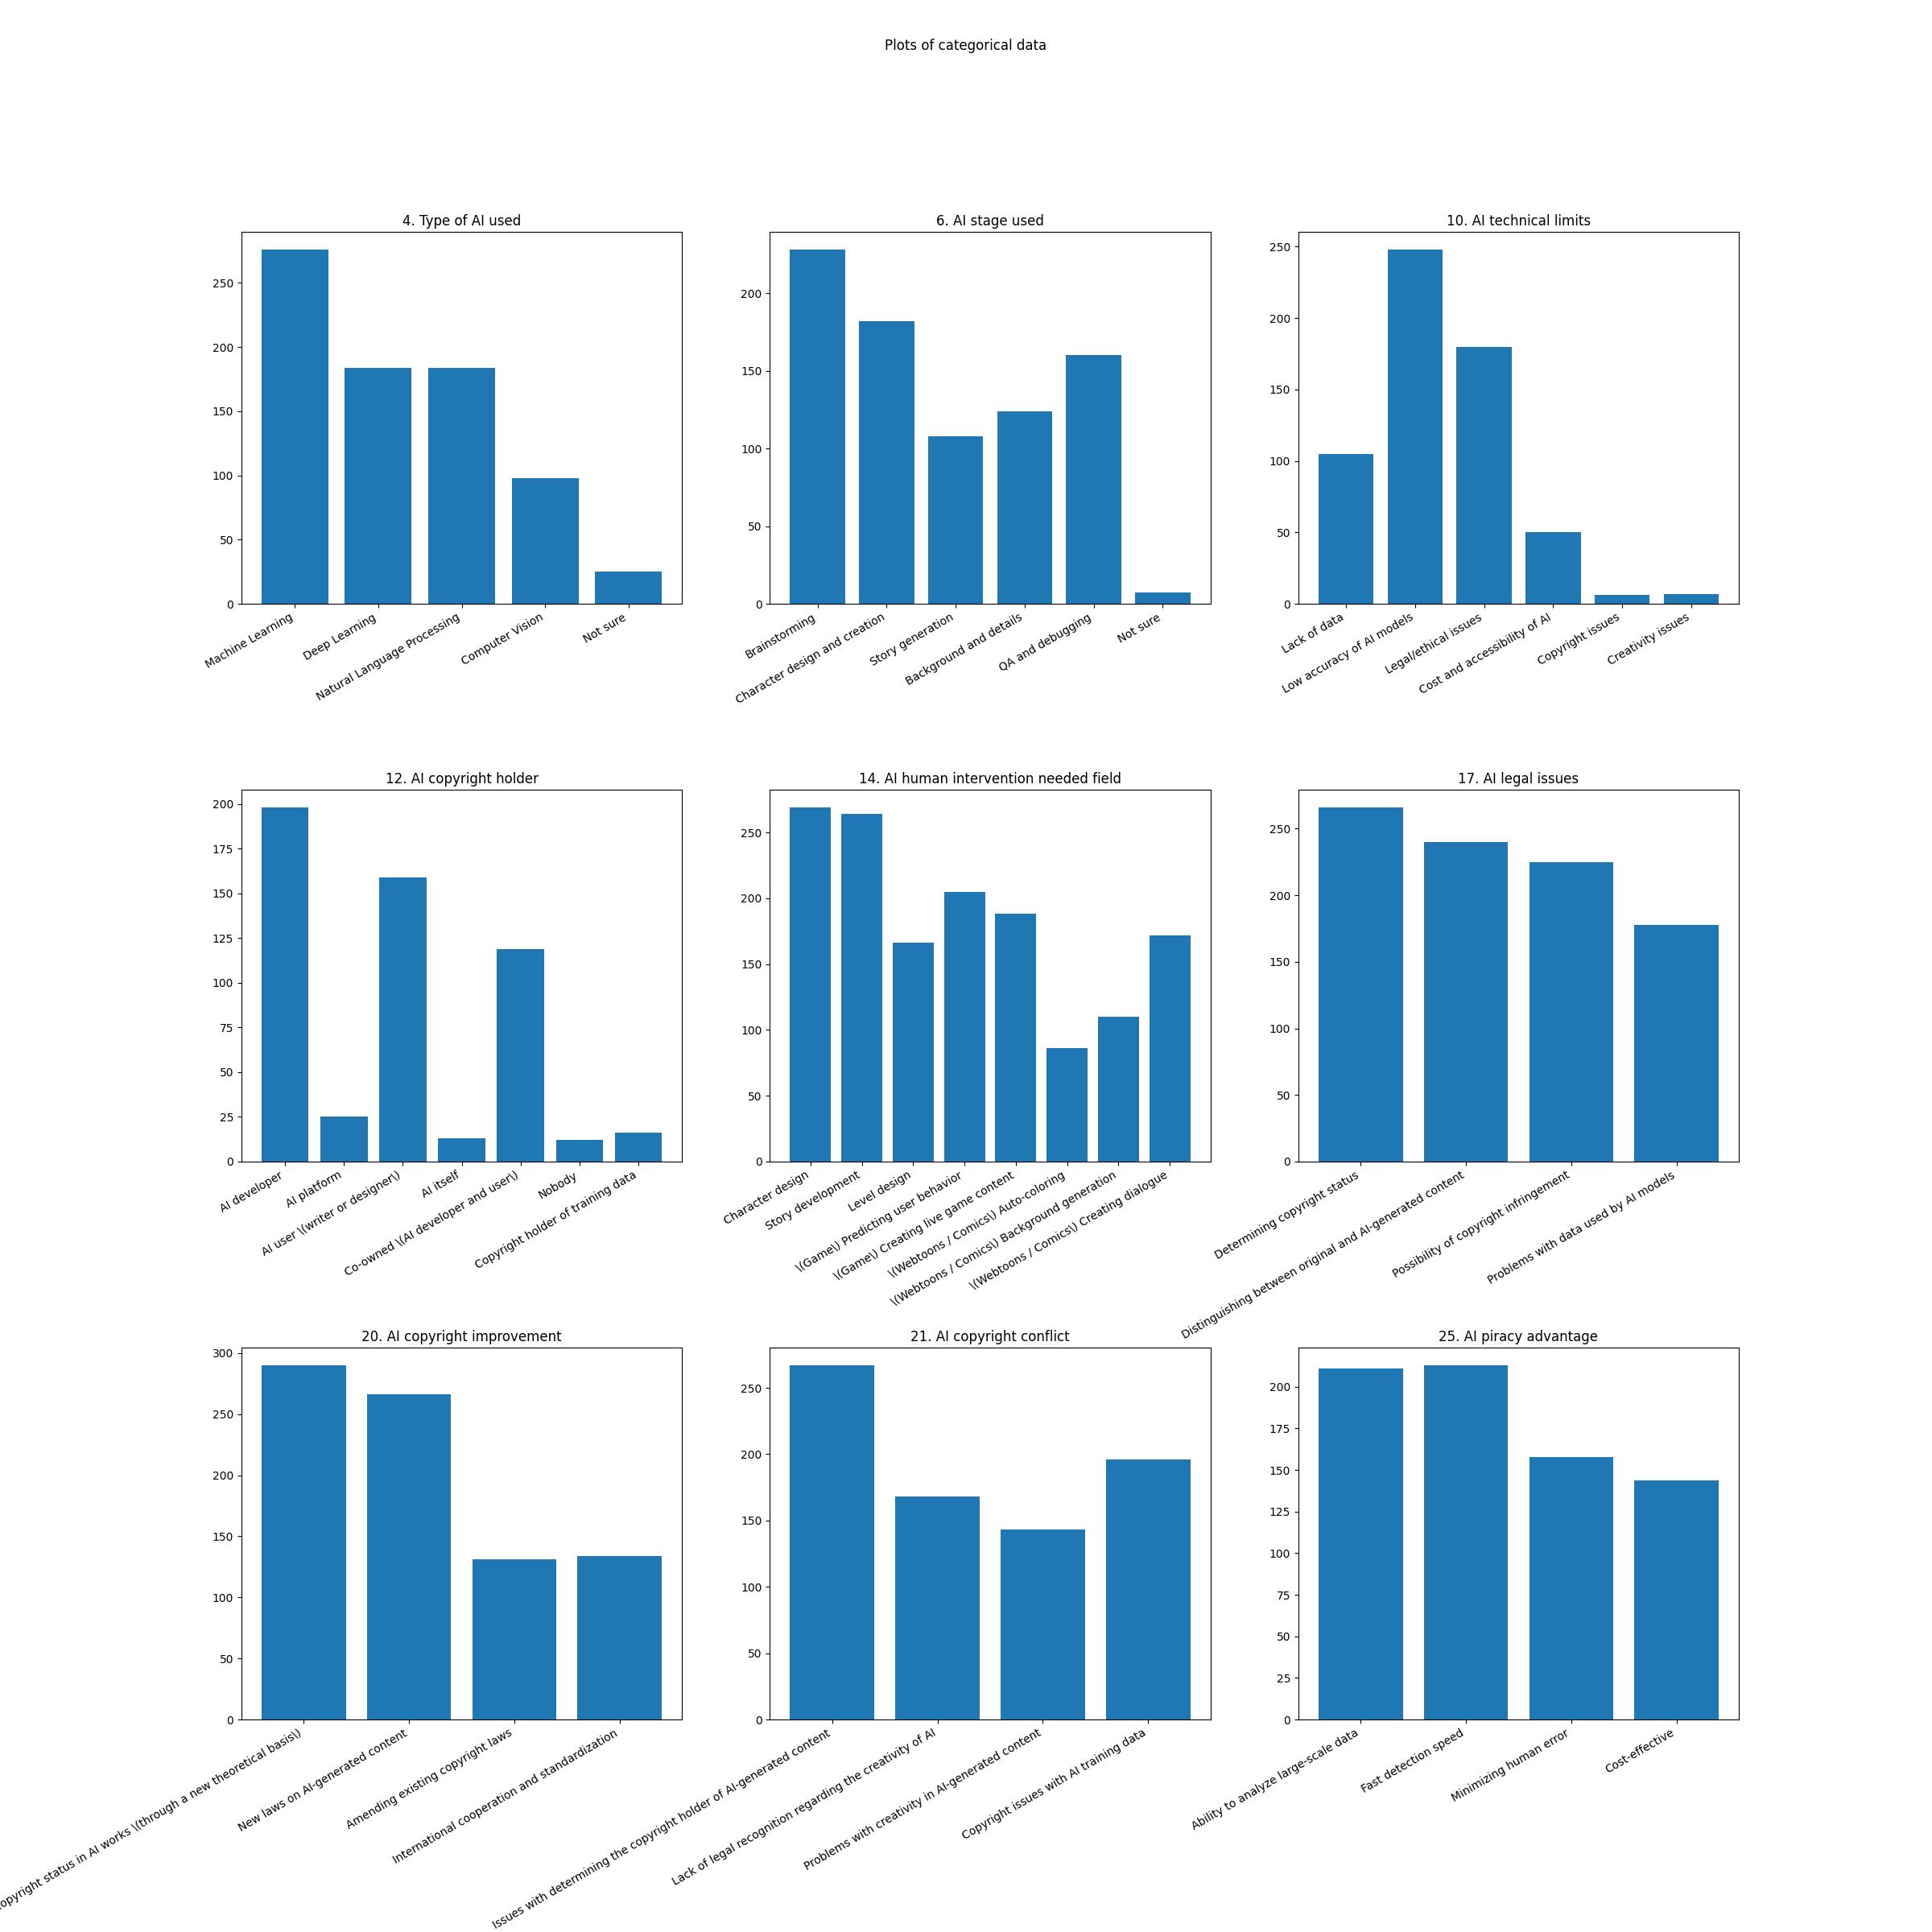 Plots of categorical data
4. Type of AI used
250
200
150
100
50
0
Machine Learning
Deep Learning
Natural Language Processing
Computer Vision
Not sure
6. AI stage used
200
150
100
50
0
Brainstorming
Character design and creation
Story generation
Background and details
QA and debugging
Not sure
10. AI technical limits
250
200
150
100
50
0
Lack of data
Low accuracy of AI models
Legal/ethical issues
Cost and accessibility of AI
Copyright issues
Creativity issues
12. AI copyright holder
200
175
150
125
100
75
50
25
0
AI developer
AI platform
AI user \(writer or designer\)
AI itself
Co-owned \(AI developer and user\)
Nobody
Copyright holder of training data
14. AI human intervention needed field
250
200
150
100
50
0
Character design
Story development
Level design
\(Game\) Predicting user behavior
\(Game\) Creating live game content
\(Webtoons / Comics\) Auto-coloring
\(Webtoons / Comics\) Background generation
\(Webtoons / Comics\) Creating dialogue
17. AI legal issues
250
200
150
100
50
0
Determining copyright status
Distinguishing between original and AI-generated content
Possibility of copyright infringement
Problems with data used by AI models
20. AI copyright improvement
300
250
200
150
100
50
0
opyright status in AI works \(through a new theoretical basis\)
New laws on AI-generated content
Amending existing copyright laws
International cooperation and standardization
21. AI copyright conflict
250
200
150
100
50
0
Issues with determining the copyright holder of AI-generated content
Lack of legal recognition regarding the creativity of AI
Problems with creativity in AI-generated content
Copyright issues with AI training data
25. AI piracy advantage
200
175
150
125
100
75
50
25
0
Ability to analyze large-scale data
Fast detection speed
Minimizing human error
Cost-effective